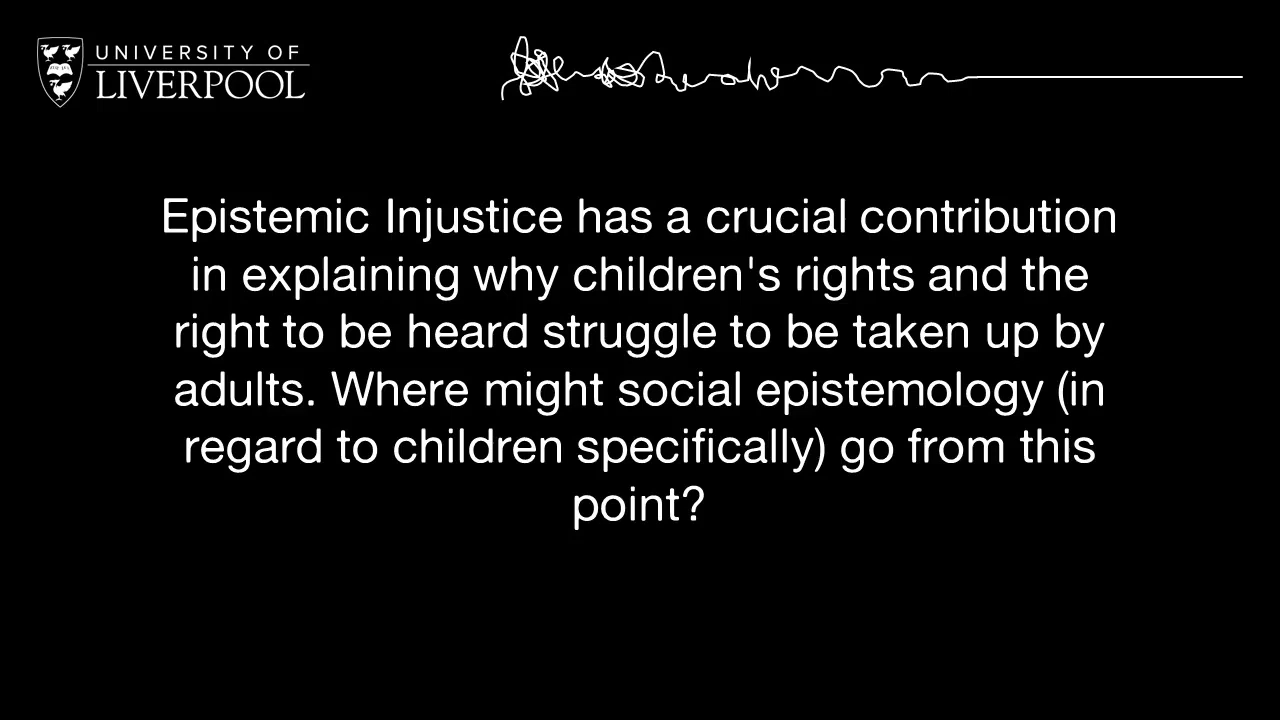 UNIVERSITY OF
LIVERPOOL
Epistemic Injustice has a crucial contribution
in explaining why children's rights and the
right to be heard struggle to be taken up by
adults. Where might social epistemology (in
regard to children specifically) go from this
point?